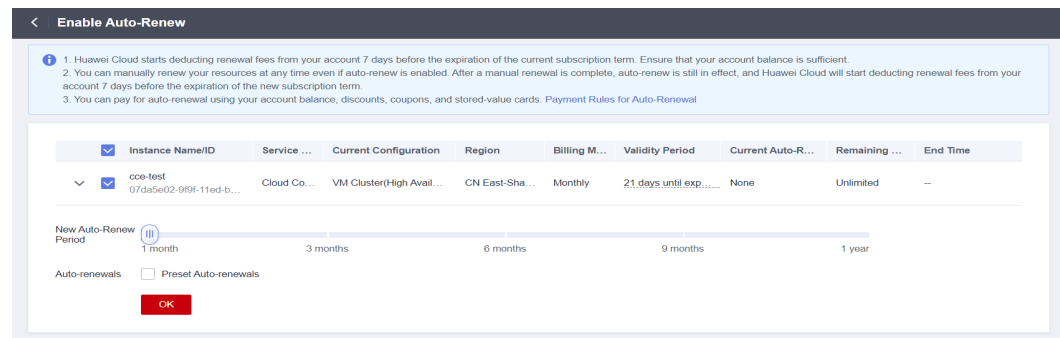 Enable Auto-Renew
1. Huawei Cloud starts deducting renewal fees from your account 7 days before the expiration of the current subscription term. Ensure that your account balance is sufficient.
2. You can manually renew your resources at any time even if auto-renew is enabled. After a manual renewal is complete, auto-renew is still in effect, and Huawei Cloud will start deducting renewal fees from your
account 7 days before the expiration of the new subscription term.
3. You can pay for auto-renewal using your account balance, discounts, coupons, and stored-value cards. Payment Rules for Auto-Renewal
Instance Name/ID Service ... Current Configuration Region Billing M... Validity Period Current Auto-R... Remaining ... End Time
cce-test
07da5e02-9f9f-11ed-b... Cloud Co... VM Cluster(High Avail... CN East-Sha... Monthly 21 days until exp... None Unlimited --
New Auto-Renew
Period
1 month 3 months 6 months 9 months 1 year
Auto-renewals Preset Auto-renewals
OK